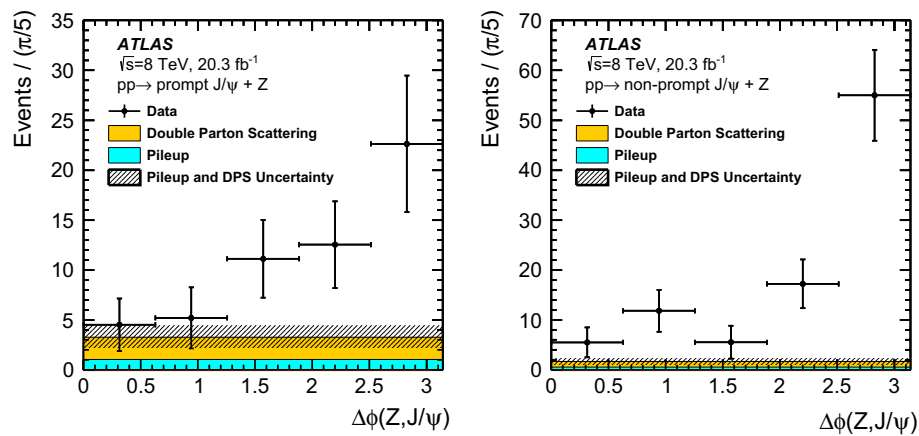 Events / (π/5)
35
30
25
20
15
10
5
0
ATLAS
√s=8 TeV, 20.3 fb⁻¹
pp→ prompt J/ψ + Z
Data
Double Parton Scattering
Pileup
Pileup and DPS Uncertainty
0 0.5 1 1.5 2 2.5 3
Δϕ(Z,J/ψ)
Events / (π/5)
70
60
50
40
30
20
10
0
ATLAS
√s=8 TeV, 20.3 fb⁻¹
pp→ non-prompt J/ψ + Z
Data
Double Parton Scattering
Pileup
Pileup and DPS Uncertainty
0 0.5 1 1.5 2 2.5 3
Δϕ(Z,J/ψ)